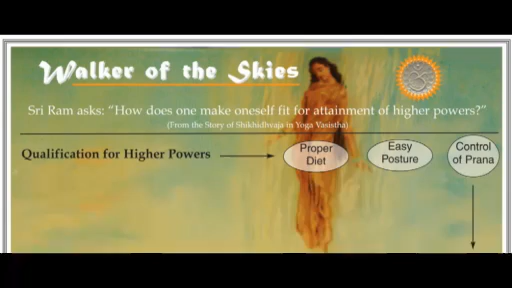 Walker of the Skies
Sri Ram asks: “How does one make oneself fit for attainment of higher powers?”
(From the Story of Shikhidhvaja in Yoga Vasistha)
Qualification for Higher Powers
Proper
Diet
Easy
Posture
Control
of Prana